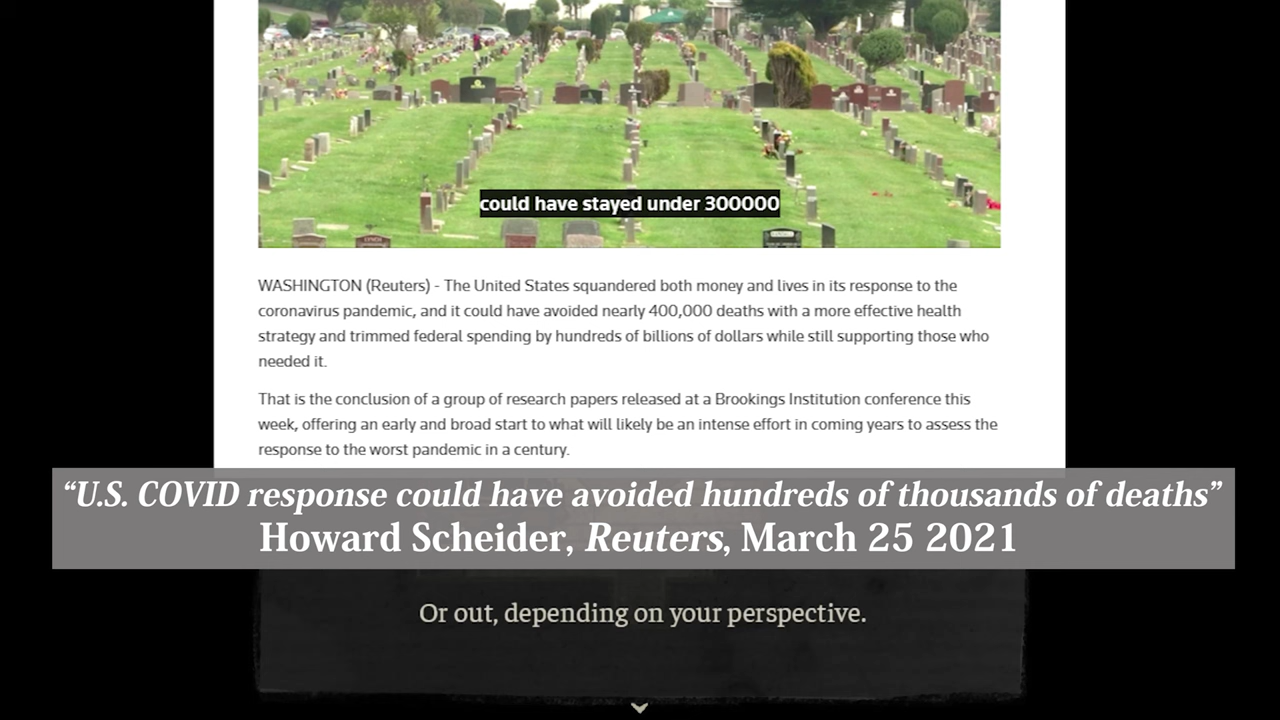 could have stayed under 300000
WASHINGTON (Reuters) - The United States squandered both money and lives in its response to the
coronavirus pandemic, and it could have avoided nearly 400,000 deaths with a more effective health
strategy and trimmed federal spending by hundreds of billions of dollars while still supporting those who
needed it.
That is the conclusion of a group of research papers released at a Brookings Institution conference this
week, offering an early and broad start to what will likely be an intense effort in coming years to assess the
response to the worst pandemic in a century.
“U.S. COVID response could have avoided hundreds of thousands of deaths”
Howard Scheider, Reuters, March 25 2021
Or out, depending on your perspective.